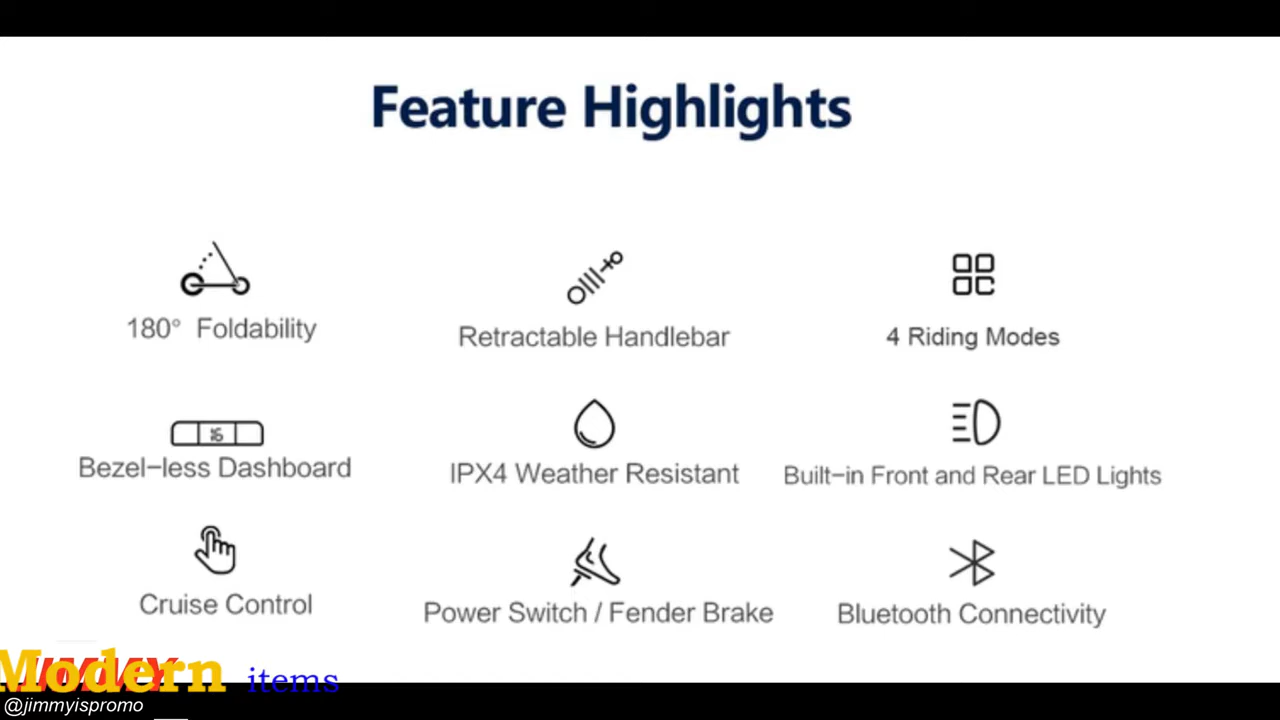 Feature Highlights
180° Foldability
Retractable Handlebar
4 Riding Modes
Bezel-less Dashboard
IPX4 Weather Resistant
Built-in Front and Rear LED Lights
Cruise Control
Power Switch / Fender Brake
Bluetooth Connectivity
Modern items
@jimmyispromo